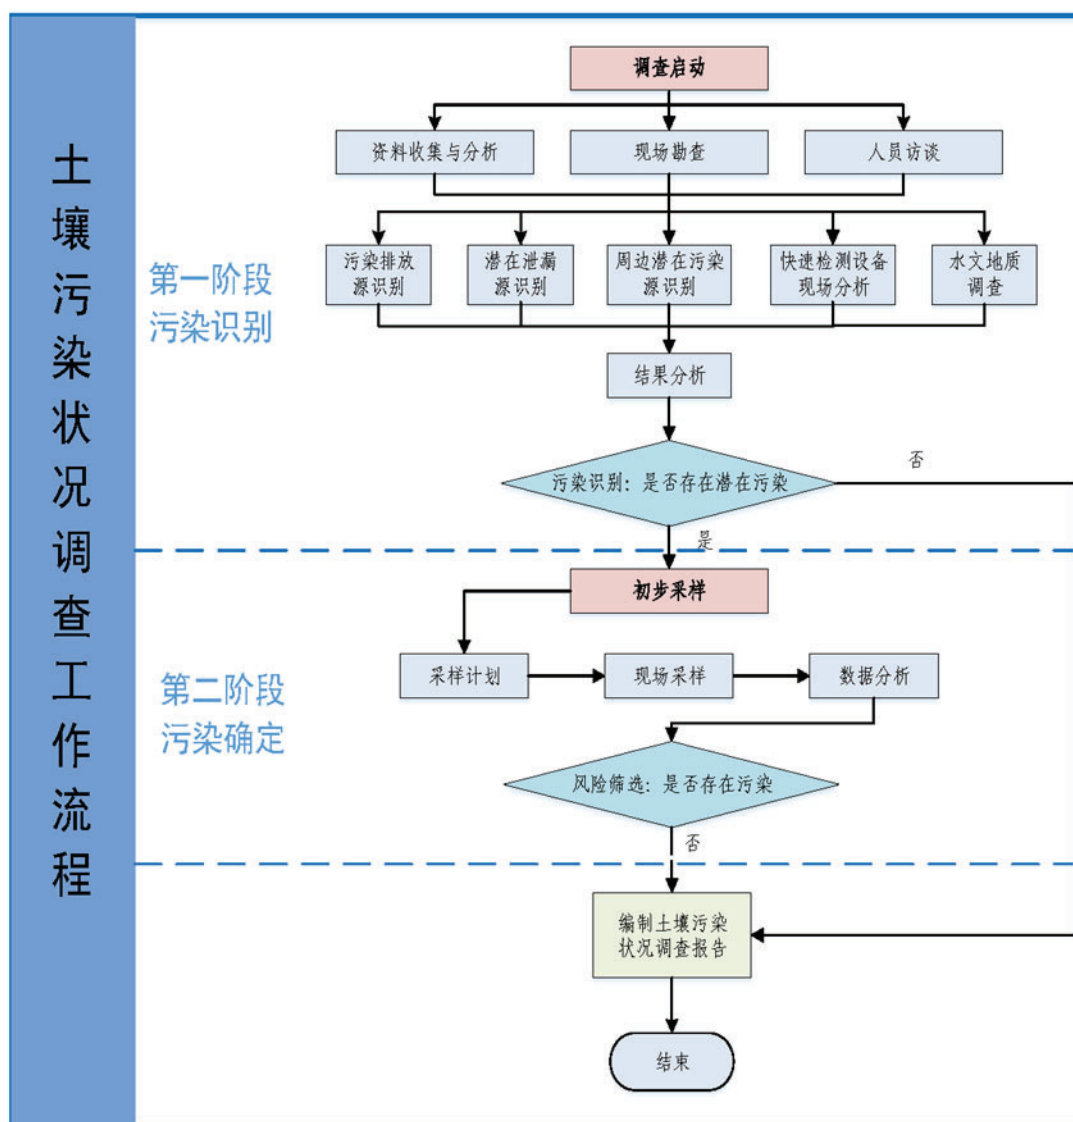 土壤污染状况调查工作流程
调查启动
资料收集与分析
现场勘查
人员访谈
第一阶段
污染识别
污染排放
源识别
潜在泄漏
源识别
周边潜在污染
源识别
快速检测设备
现场分析
水文地质
调查
结果分析
污染识别：是否存在潜在污染
否
是
初步采样
第二阶段
污染确定
采样计划
现场采样
数据分析
风险筛选：是否存在污染
否
编制土壤污染
状况调查报告
结束